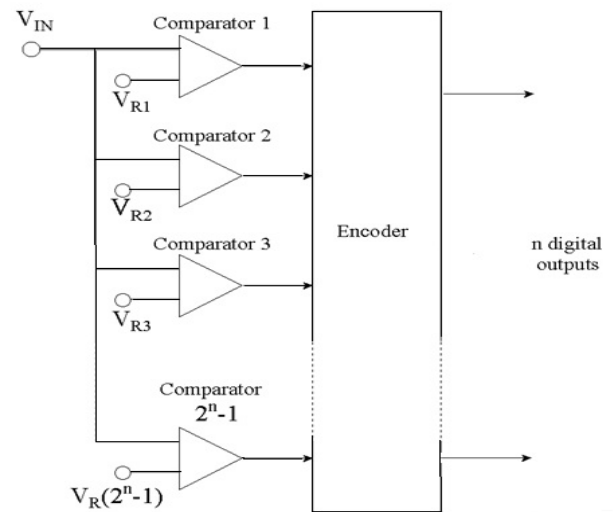 V_IN
Comparator 1
V_R1
Comparator 2
V_R2
Comparator 3
V_R3
Comparator
2^n-1
V_R(2^n-1)
Encoder
n digital
outputs